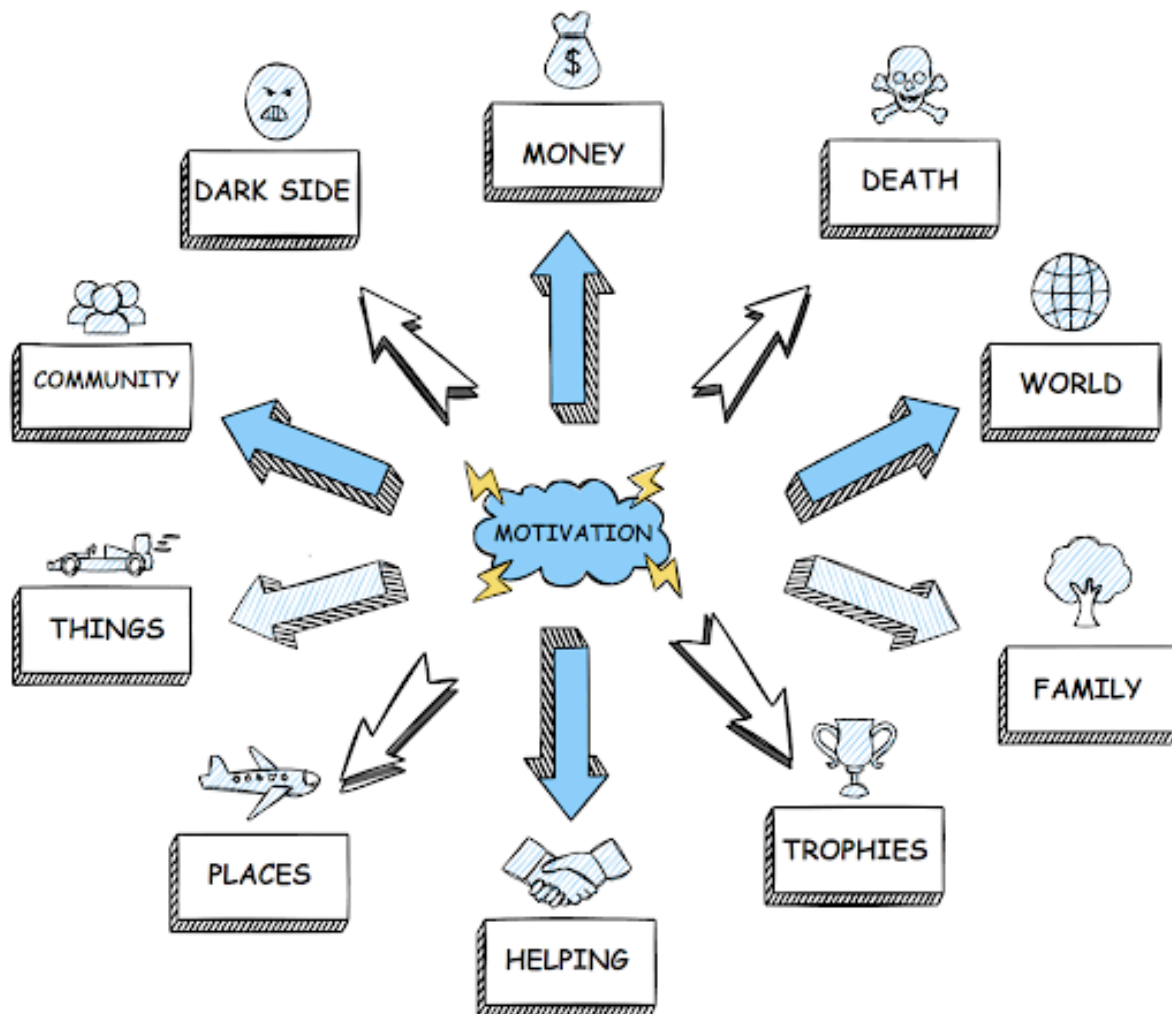 $
MONEY
DEATH
DARK SIDE
WORLD
COMMUNITY
MOTIVATION
THINGS
FAMILY
TROPHIES
PLACES
HELPING